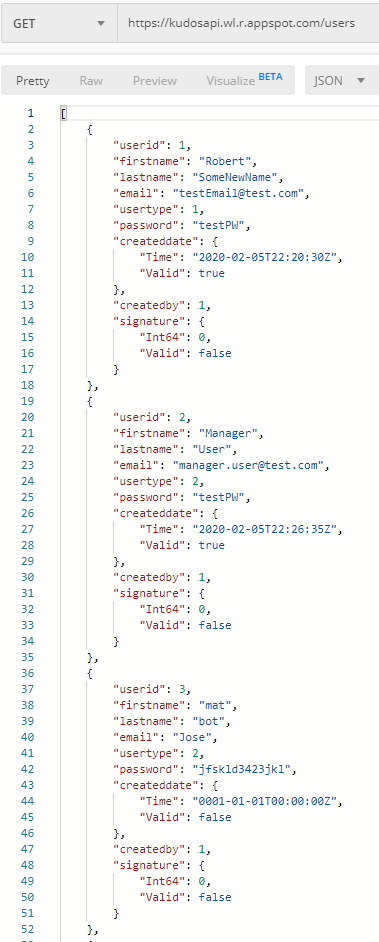 GET https://kudosapi.wl.r.appspot.com/users
Pretty Raw Preview Visualize BETA JSON
1 [
2 {
3 "userid": 1,
4 "firstname": "Robert",
5 "lastname": "SomeNewName",
6 "email": "testEmail@test.com",
7 "usertype": 1,
8 "password": "testPW",
9 "createddate": {
10 "Time": "2020-02-05T22:20:30Z",
11 "Valid": true
12 },
13 "createdby": 1,
14 "signature": {
15 "Int64": 0,
16 "Valid": false
17 }
18 },
19 {
20 "userid": 2,
21 "firstname": "Manager",
22 "lastname": "User",
23 "email": "manager.user@test.com",
24 "usertype": 2,
25 "password": "testPW",
26 "createddate": {
27 "Time": "2020-02-05T22:26:35Z",
28 "Valid": true
29 },
30 "createdby": 1,
31 "signature": {
32 "Int64": 0,
33 "Valid": false
34 }
35 },
36 {
37 "userid": 3,
38 "firstname": "mat",
39 "lastname": "bot",
40 "email": "Jose",
41 "usertype": 2,
42 "password": "jfskld3423jkl",
43 "createddate": {
44 "Time": "0001-01-01T00:00:00Z",
45 "Valid": false
46 },
47 "createdby": 1,
48 "signature": {
49 "Int64": 0,
50 "Valid": false
51 }
52 },